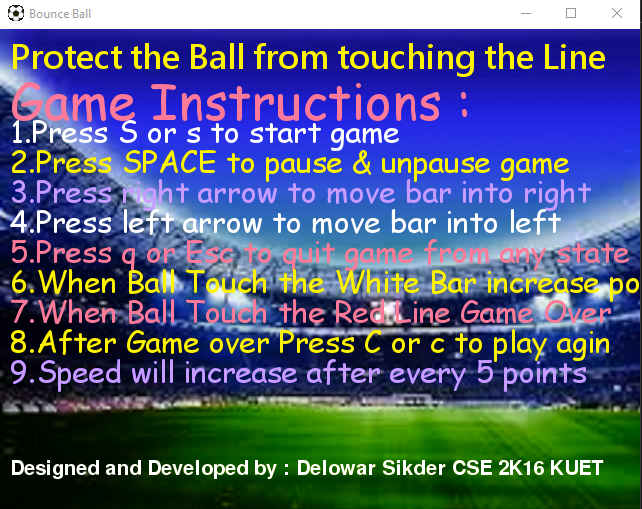 Bounce Ball
Protect the Ball from touching the Line
Game Instructions :
1.Press S or s to start game
2.Press SPACE to pause & unpause game
3.Press right arrow to move bar into right
4.Press left arrow to move bar into left
5.Press q or Esc to quit game from any state
6.When Ball Touch the White Bar increase po
7.When Ball Touch the Red Line Game Over
8.After Game over Press C or c to play agin
9.Speed will increase after every 5 points
Designed and Developed by : Delowar Sikder CSE 2K16 KUET